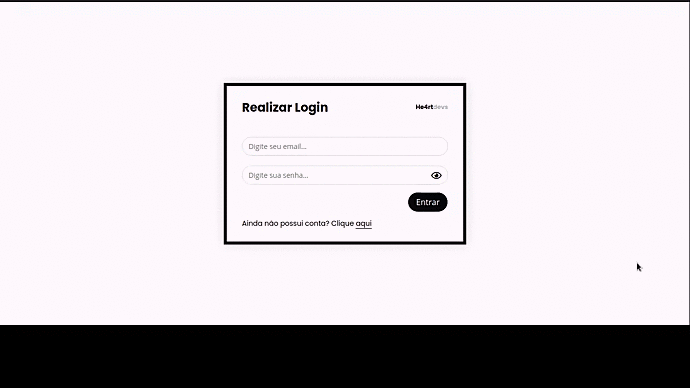 Realizar Login
He4rtdevs
Digite seu email...
Digite sua senha...
Entrar
Ainda não possui conta? Clique aqui